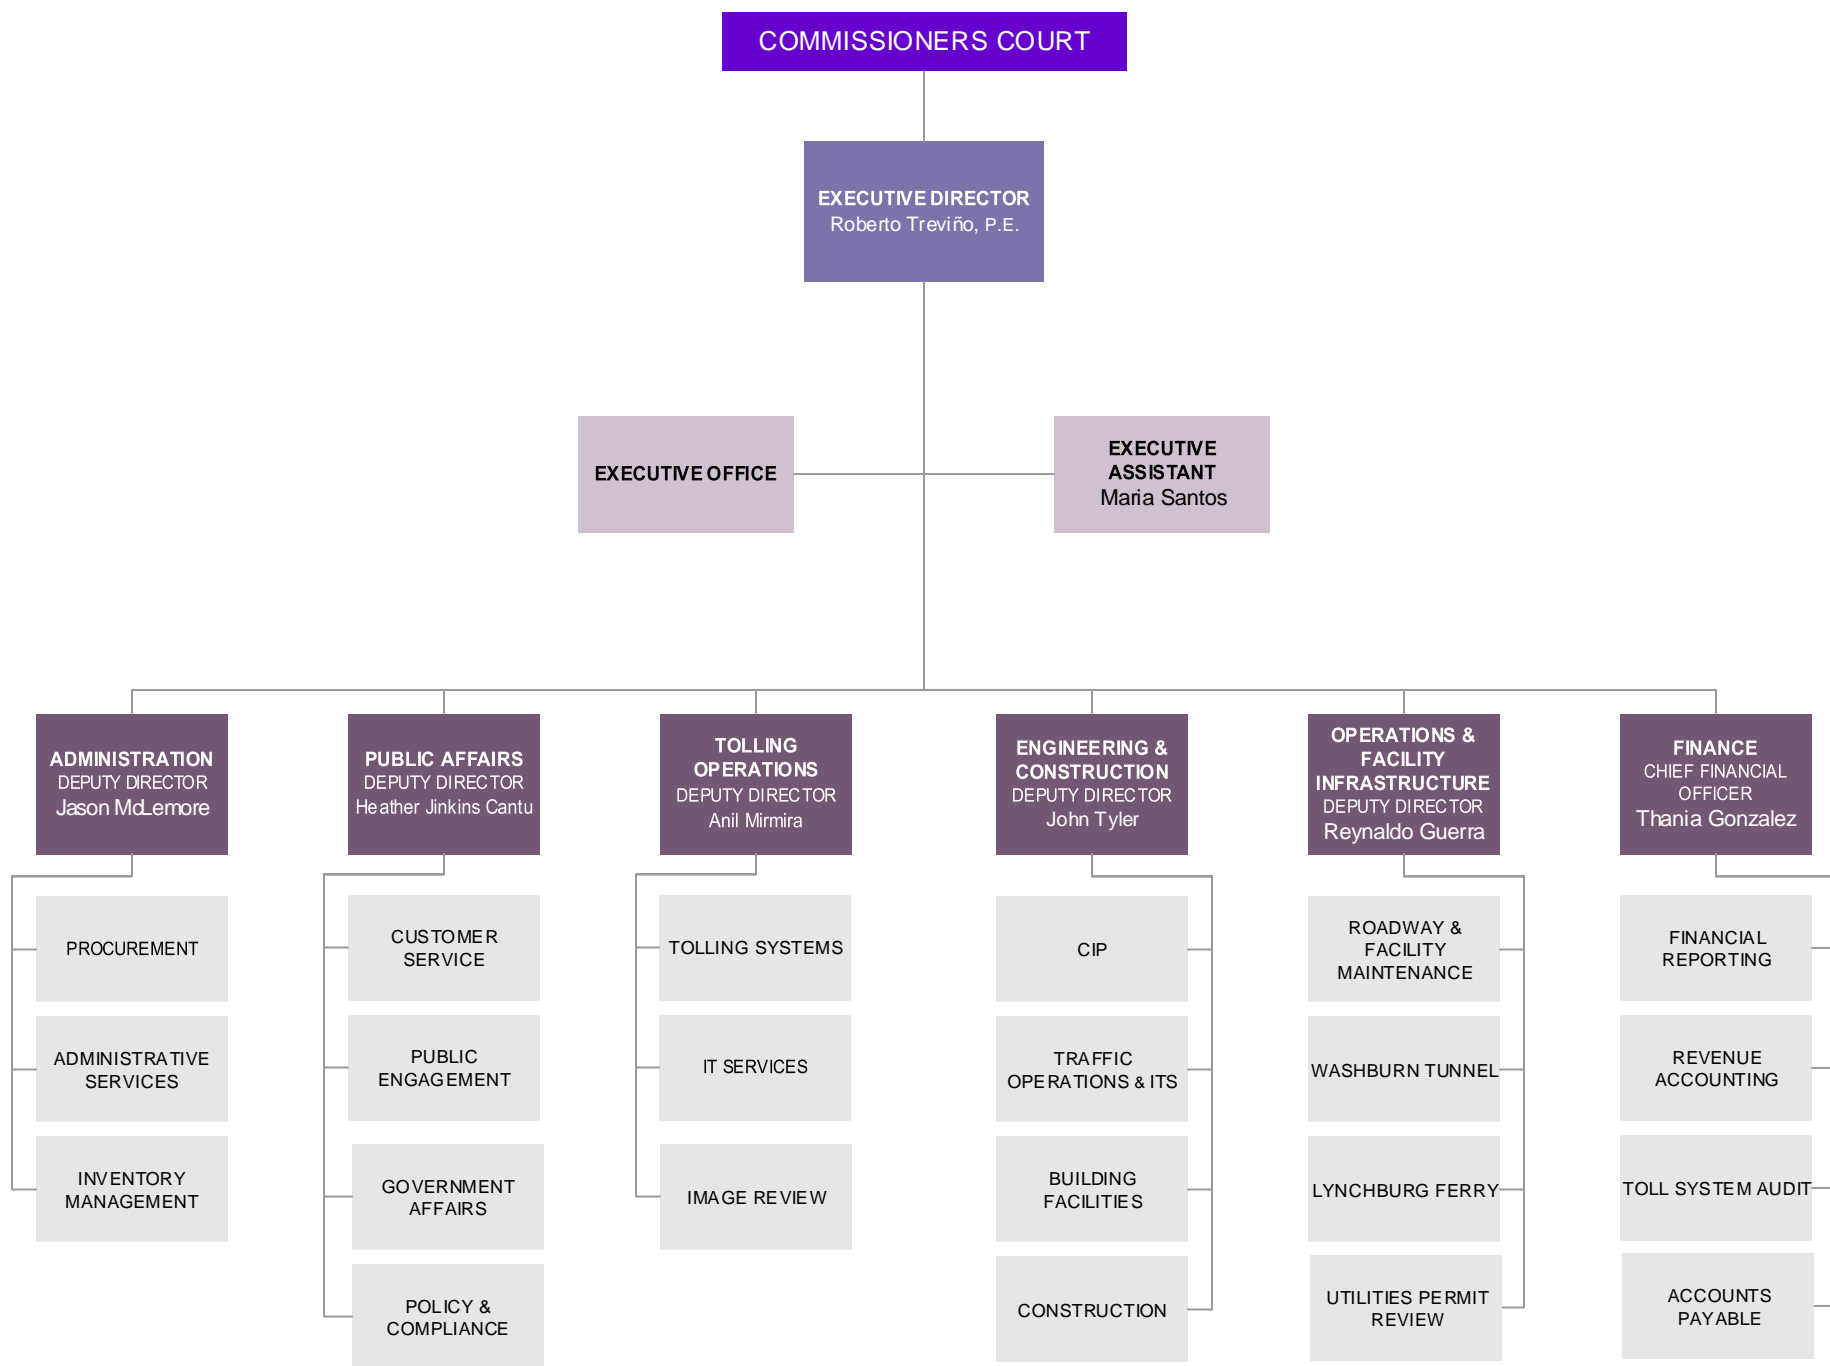 COMMISSIONERS COURT
EXECUTIVE DIRECTOR
Roberto Treviño, P.E.
EXECUTIVE OFFICE
EXECUTIVE
ASSISTANT
Maria Santos
ADMINISTRATION
DEPUTY DIRECTOR
Jason McLemore
PROCUREMENT
ADMINISTRATIVE
SERVICES
INVENTORY
MANAGEMENT
PUBLIC AFFAIRS
DEPUTY DIRECTOR
Heather Jinkins Cantu
CUSTOMER
SERVICE
PUBLIC
ENGAGEMENT
GOVERNMENT
AFFAIRS
POLICY &
COMPLIANCE
TOLLING
OPERATIONS
DEPUTY DIRECTOR
Anil Mirmira
TOLLING SYSTEMS
IT SERVICES
IMAGE REVIEW
ENGINEERING &
CONSTRUCTION
DEPUTY DIRECTOR
John Tyler
CIP
TRAFFIC
OPERATIONS & ITS
BUILDING
FACILITIES
CONSTRUCTION
OPERATIONS &
FACILITY
INFRASTRUCTURE
DEPUTY DIRECTOR
Reynaldo Guerra
ROADWAY &
FACILITY
MAINTENANCE
WASHBURN TUNNEL
LYNCHBURG FERRY
UTILITIES PERMIT
REVIEW
FINANCE
CHIEF FINANCIAL
OFFICER
Thania Gonzalez
FINANCIAL
REPORTING
REVENUE
ACCOUNTING
TOLL SYSTEM AUDIT
ACCOUNTS
PAYABLE